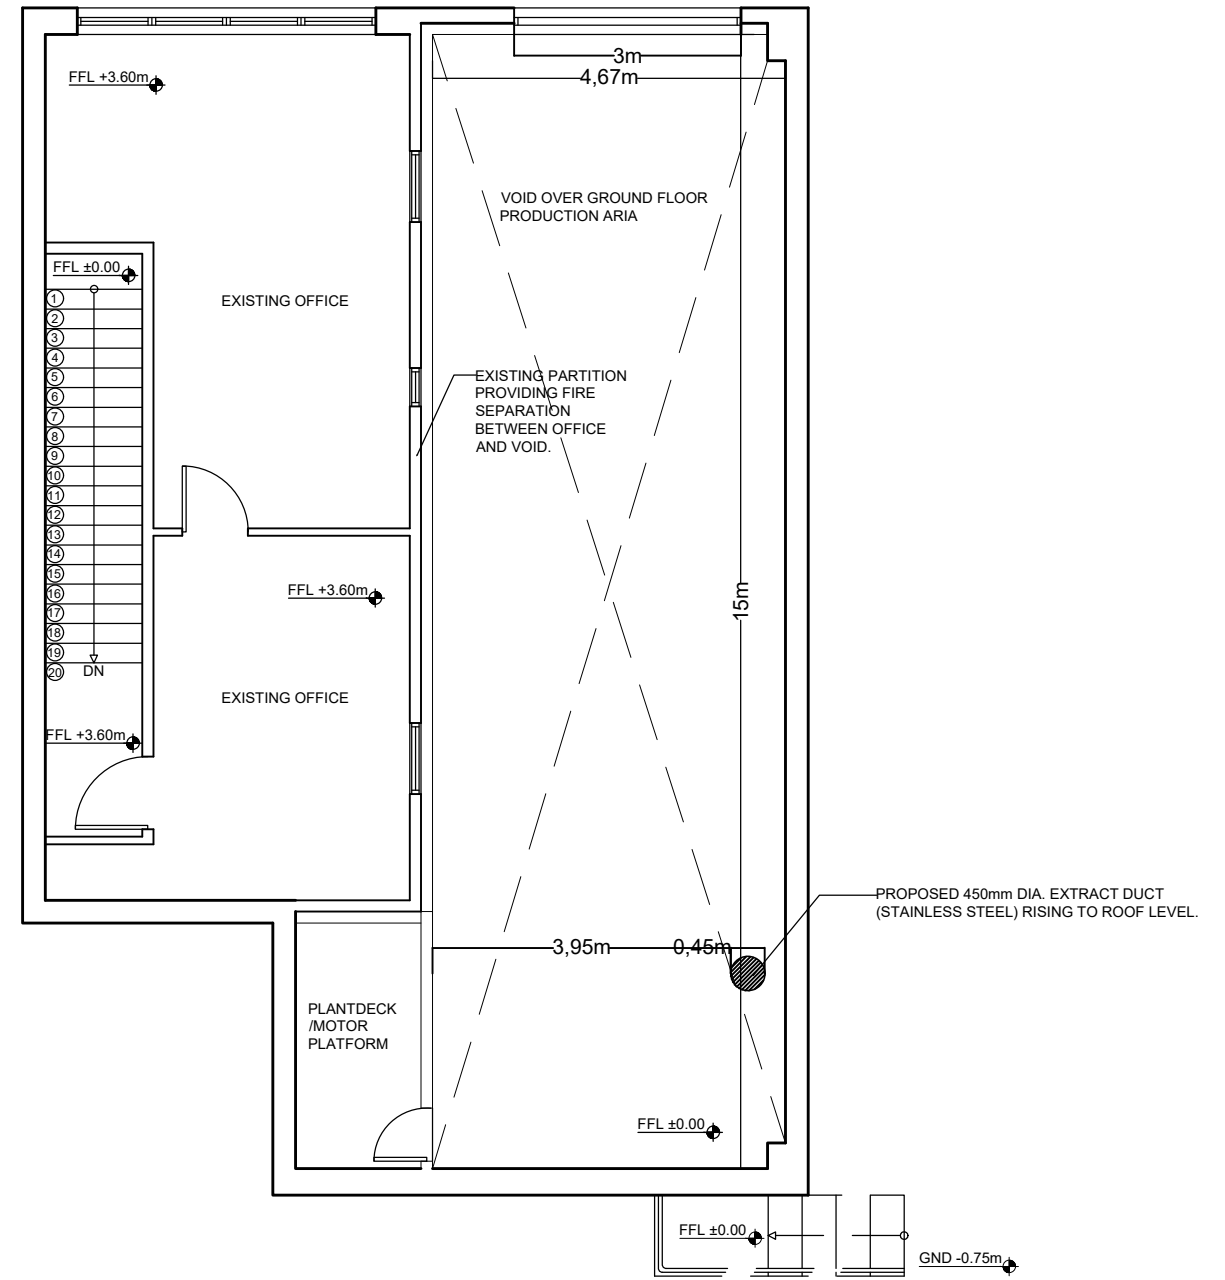 3m
4,67m
FFL +3.60m
VOID OVER GROUND FLOOR
PRODUCTION ARIA
FFL ±0.00
1
2
3
4
5
6
7
8
9
10
11
12
13
14
15
16
17
18
19
20
DN
EXISTING OFFICE
EXISTING PARTITION
PROVIDING FIRE
SEPARATION
BETWEEN OFFICE
AND VOID.
FFL +3.60m
15m
EXISTING OFFICE
FFL +3.60m
PROPOSED 450mm DIA. EXTRACT DUCT
(STAINLESS STEEL) RISING TO ROOF LEVEL.
3,95m
0,45m
PLANTDECK
/MOTOR
PLATFORM
FFL ±0.00
FFL ±0.00
GND -0.75m